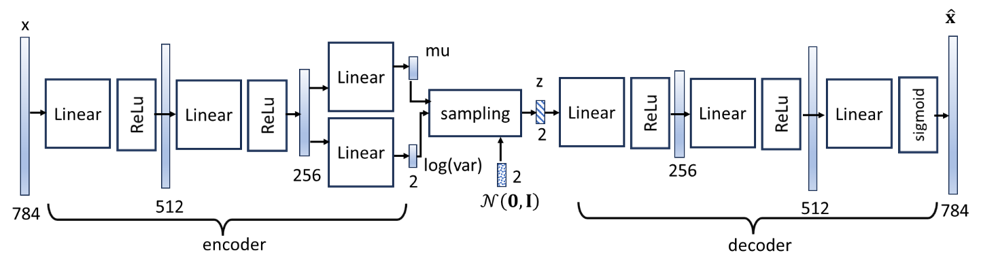 x
784
Linear
ReLu
512
Linear
ReLu
256
Linear
mu
Linear
log(var)
2
sampling
2
𝒩(𝟎, 𝐈)
z
2
Linear
ReLu
256
Linear
ReLu
512
Linear
sigmoid
x̂
784
encoder
decoder